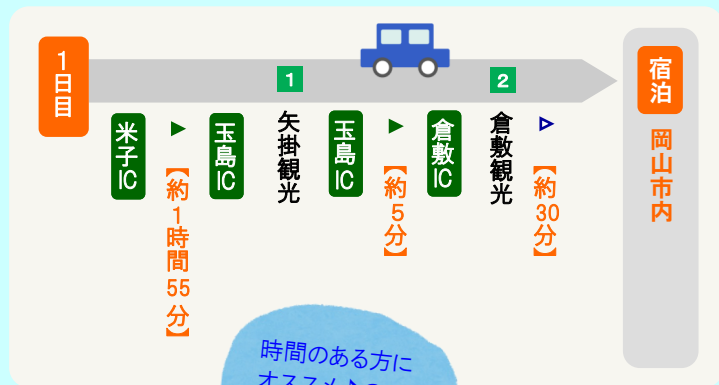 1日目
米子IC
【約1時間55分】
玉島IC
1
矢掛観光
玉島IC
【約5分】
倉敷IC
2
倉敷観光
【約30分】
宿泊
岡山市内
時間のある方に